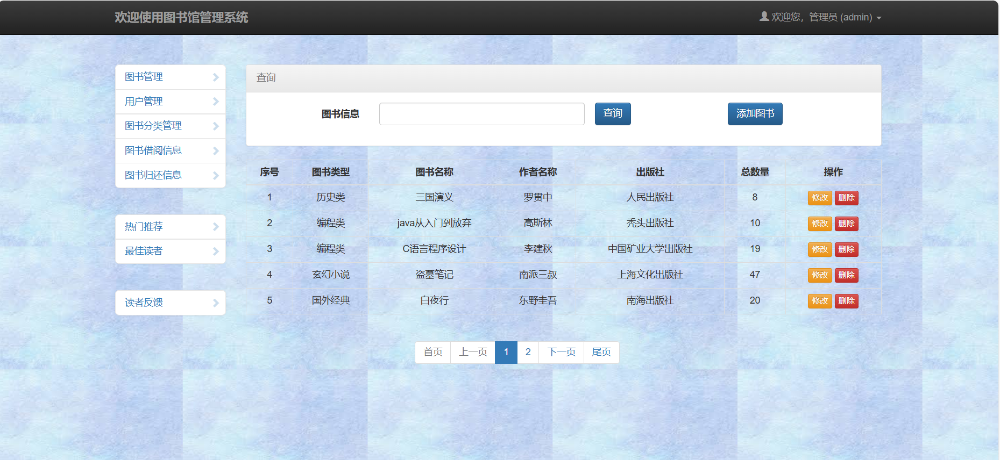 欢迎使用图书馆管理系统
欢迎您，管理员 (admin)
图书管理
用户管理
图书分类管理
图书借阅信息
图书归还信息
热门推荐
最佳读者
读者反馈
查询
图书信息 查询 添加图书
序号 图书类型 图书名称 作者名称 出版社 总数量 操作
1 历史类 三国演义 罗贯中 人民出版社 8 修改 删除
2 编程类 java从入门到放弃 高斯林 秃头出版社 10 修改 删除
3 编程类 C语言程序设计 李建秋 中国矿业大学出版社 19 修改 删除
4 玄幻小说 盗墓笔记 南派三叔 上海文化出版社 47 修改 删除
5 国外经典 白夜行 东野圭吾 南海出版社 20 修改 删除
首页 上一页 1 2 下一页 尾页